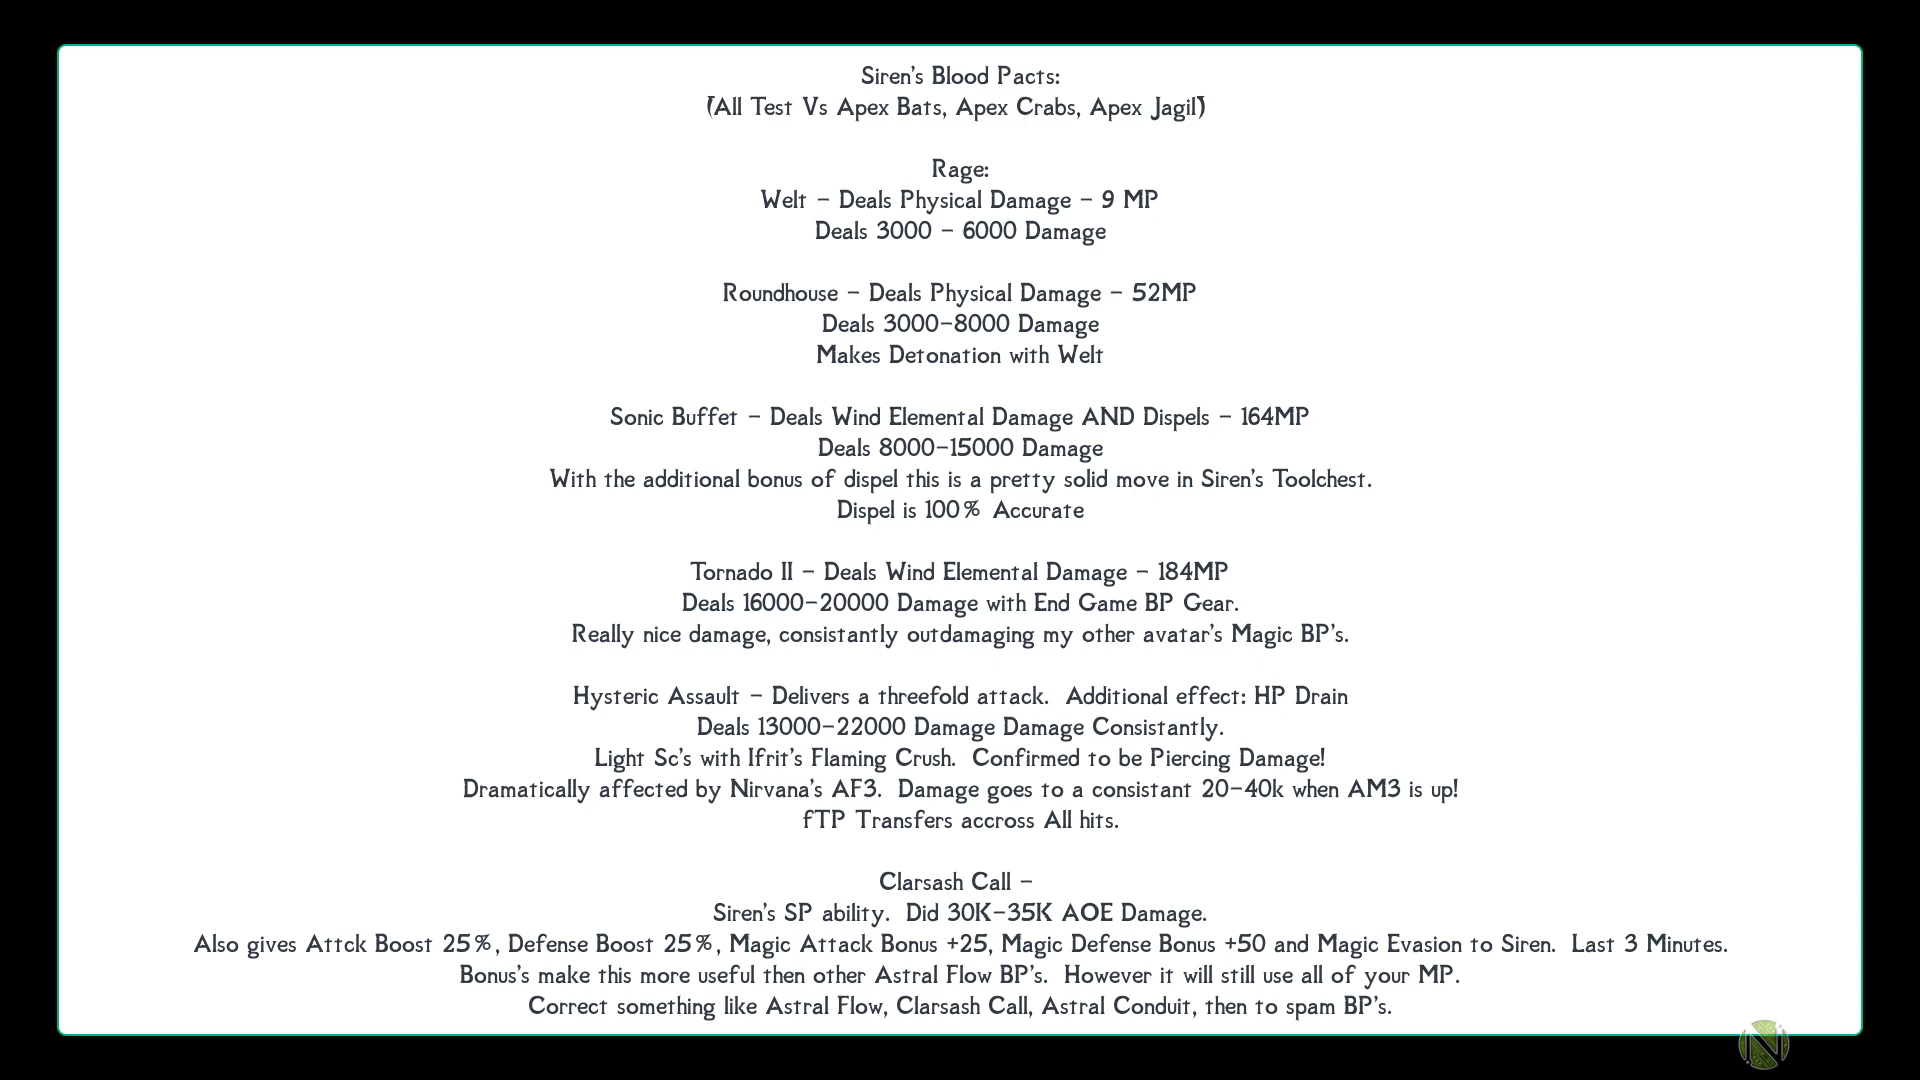 Siren's Blood Pacts:
(All Test Vs Apex Bats, Apex Crabs, Apex Jagil)
Rage:
Welt - Deals Physical Damage - 9 MP
Deals 3000 - 6000 Damage
Roundhouse - Deals Physical Damage - 52MP
Deals 3000-8000 Damage
Makes Detonation with Welt
Sonic Buffet - Deals Wind Elemental Damage AND Dispels - 164MP
Deals 8000-15000 Damage
With the additional bonus of dispel this is a pretty solid move in Siren's Toolchest.
Dispel is 100% Accurate
Tornado II - Deals Wind Elemental Damage - 184MP
Deals 16000-20000 Damage with End Game BP Gear.
Really nice damage, consistantly outdamaging my other avatar's Magic BP's.
Hysteric Assault - Delivers a threefold attack.  Additional effect: HP Drain
Deals 13000-22000 Damage Damage Consistantly.
Light Sc's with Ifrit's Flaming Crush.  Confirmed to be Piercing Damage!
Dramatically affected by Nirvana's AF3.  Damage goes to a consistant 20-40k when AM3 is up!
fTP Transfers accross All hits.
Clarsash Call -
Siren's SP ability.  Did 30K-35K AOE Damage.
Also gives Attck Boost 25%, Defense Boost 25%, Magic Attack Bonus +25, Magic Defense Bonus +50 and Magic Evasion to Siren.  Last 3 Minutes.
Bonus's make this more useful then other Astral Flow BP's.  However it will still use all of your MP.
Correct something like Astral Flow, Clarsash Call, Astral Conduit, then to spam BP's.
N